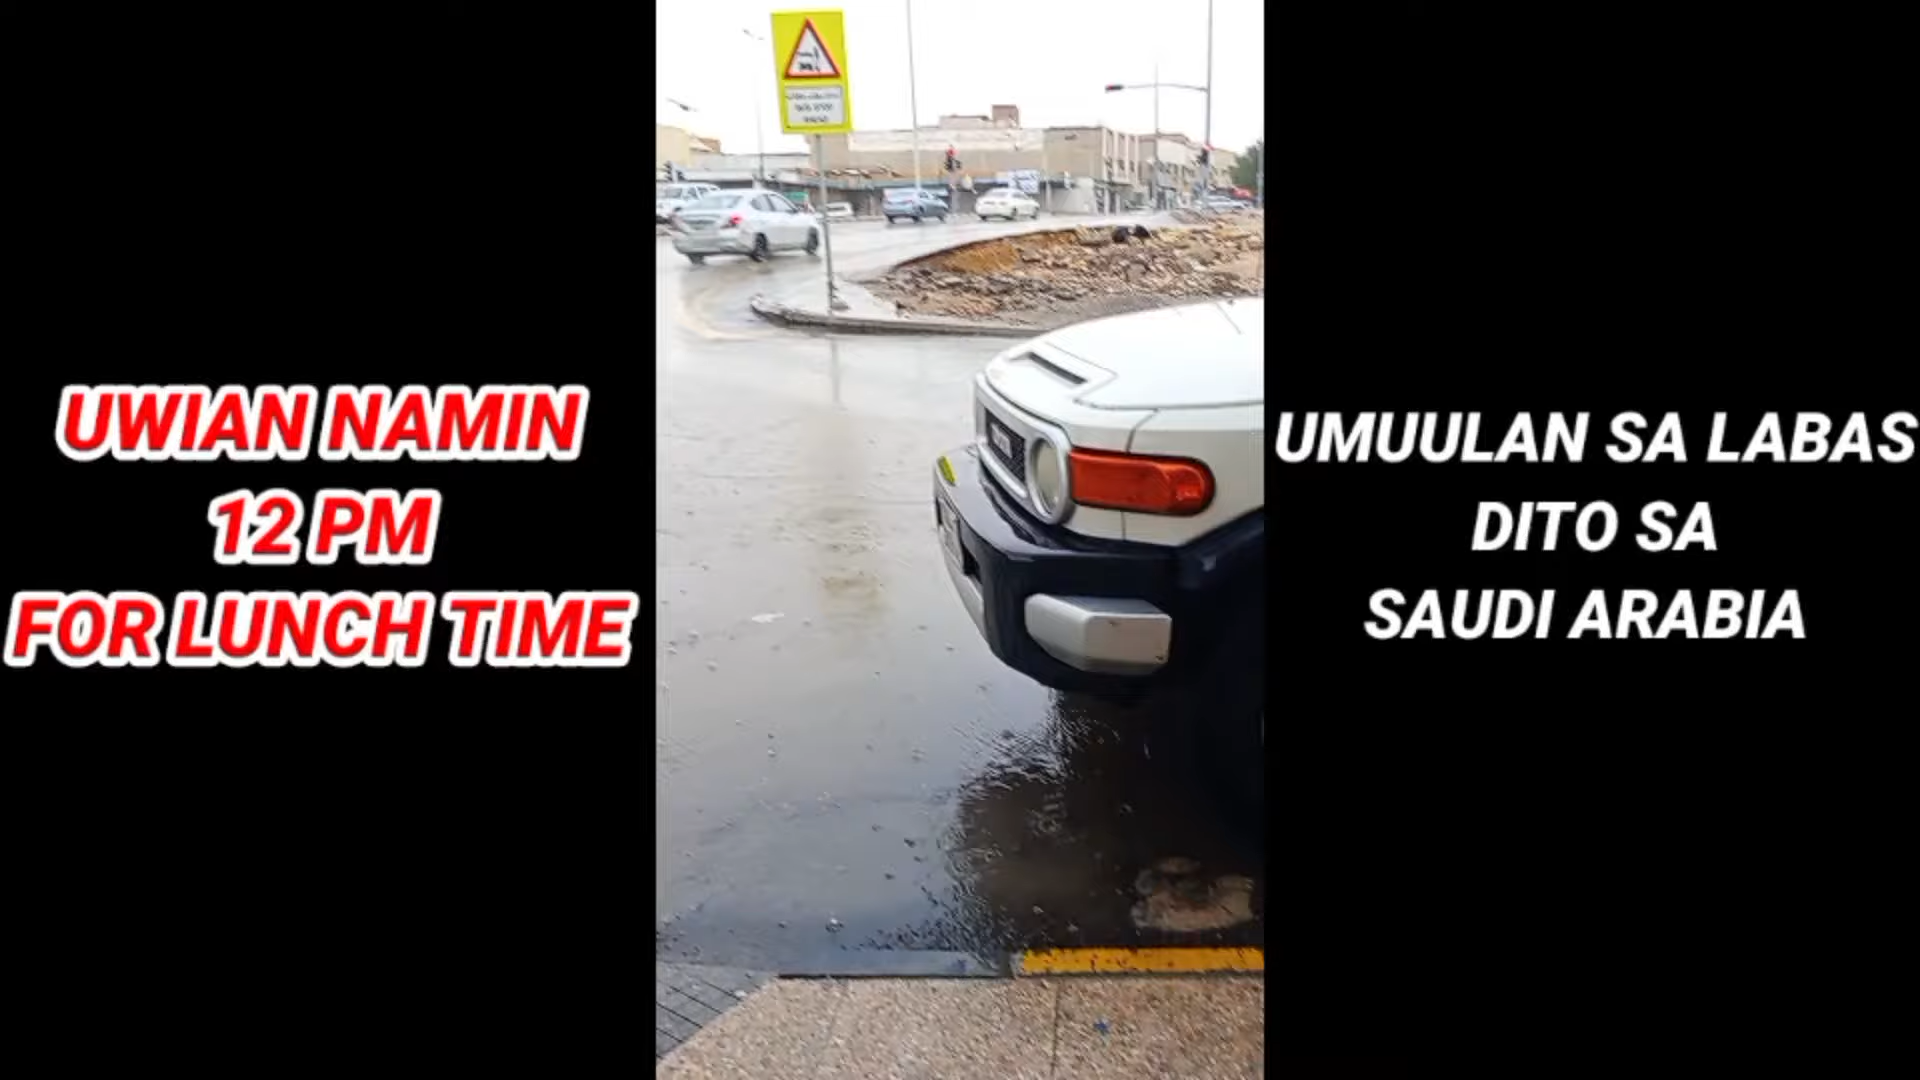 UWIAN NAMIN
12 PM
FOR LUNCH TIME
UMUULAN SA LABAS
DITO SA
SAUDI ARABIA